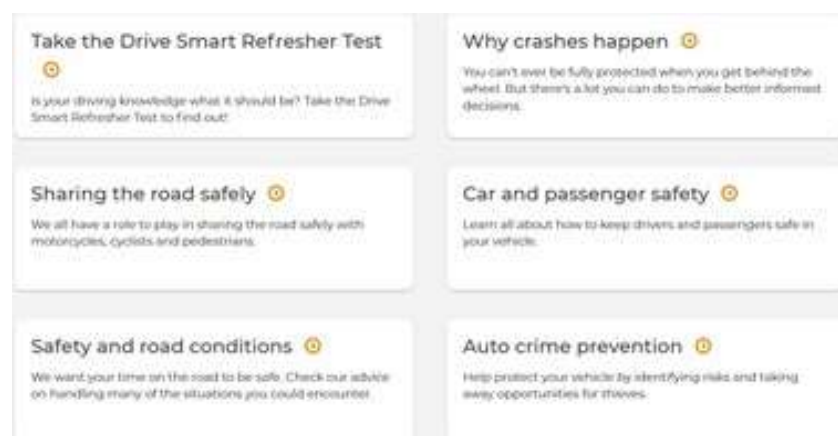 Take the Drive Smart Refresher Test
Is your driving knowledge what it should be? Take the Drive
Smart Refresher Test to find out!
Why crashes happen
You can't ever be fully protected when you get behind the
wheel. But there's a lot you can do to make better informed
decisions.
Sharing the road safely
We all have a role to play in sharing the road safely with
motorcycles, cyclists and pedestrians.
Car and passenger safety
Learn all about how to keep drivers and passengers safe in
your vehicle.
Safety and road conditions
We want your time on the road to be safe. Check our advice
on handling many of the situations you could encounter.
Auto crime prevention
Help protect your vehicle by identifying risks and taking
away opportunities for thieves.